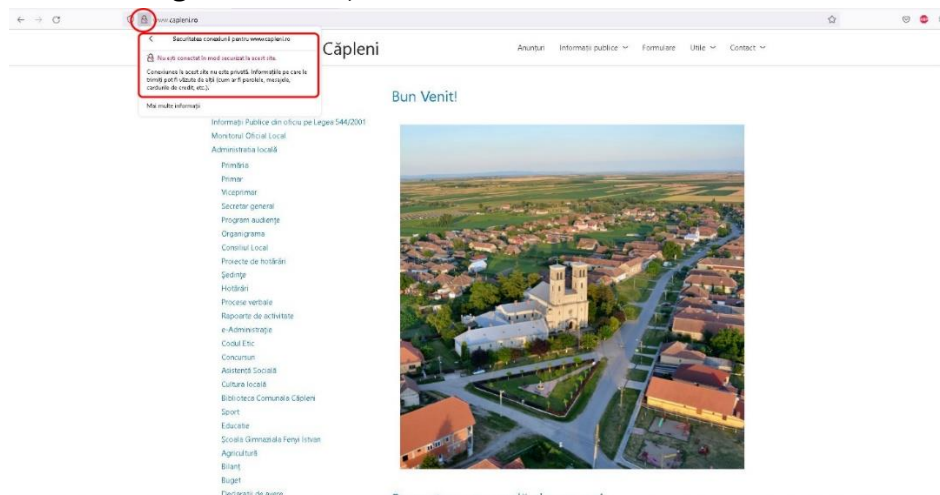 www.capleni.ro
Securitatea conexiunii pentru www.capleni.ro
Nu ești conectat în mod securizat la acest site.
Conexiunea la acest site nu este privată. Informațiile pe care le
trimiți pot fi văzute de alții (cum ar fi parolele, mesajele,
cardurile de credit, etc.).
Mai multe informații
Căpleni
Anunțuri
Informații publice
Formulare
Utile
Contact
Bun Venit!
Informații Publice din oficiu pe Legea 544/2001
Monitorul Oficial Local
Administratia locală
Primăria
Primar
Viceprimar
Secretar general
Program audiențe
Organigrama
Consiliul Local
Proiecte de hotărâri
Ședințe
Hotărâri
Procese verbale
Rapoarte de activitate
e-Administrație
Codul Etic
Concursuri
Asistență Socială
Cultura locală
Biblioteca Comunala Căpleni
Sport
Educatie
Școala Gimnaziala Fenyi Istvan
Agricultură
Bilanț
Buget
Declarații de avere